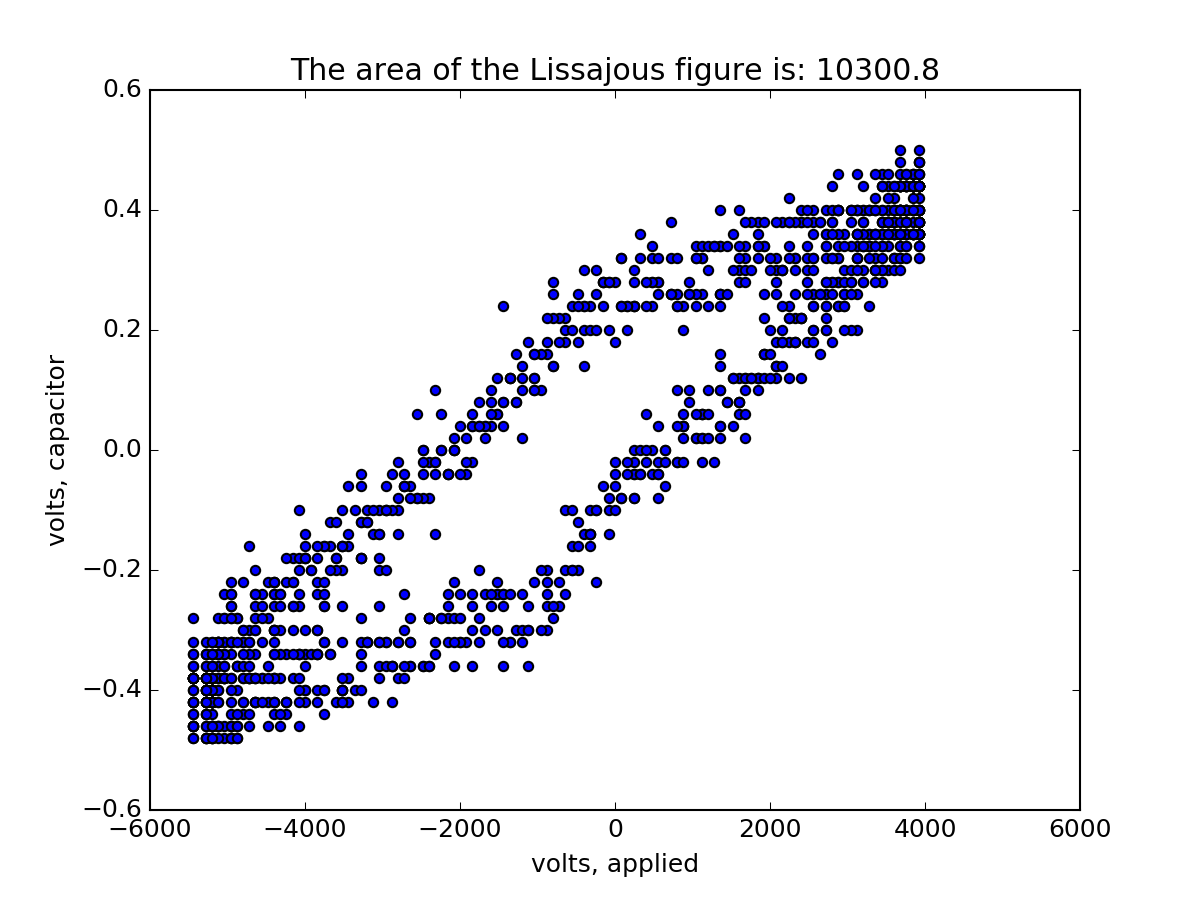 The area of the Lissajous figure is: 10300.8
0.6
0.4
0.2
0.0
−0.2
−0.4
−0.6
−6000 −4000 −2000 0 2000 4000 6000
volts, capacitor
volts, applied